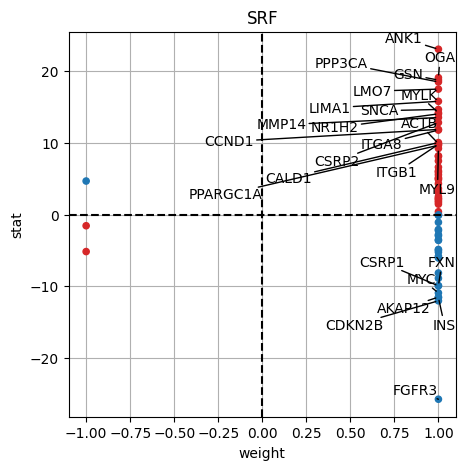 SRF
ANK1
OGA
PPP3CA
GSN
LMO7
MYLK
LIMA1
SNCA
MMP14
NR1H2
ACTB
CCND1
ITGA8
CSRP2
ITGB1
CALD1
PPARGC1A
MYL9
CSRP1
FXN
MYC
AKAP12
CDKN2B
INS
FGFR3
20
10
0
−10
−20
stat
−1.00 −0.75 −0.50 −0.25 0.00 0.25 0.50 0.75 1.00
weight